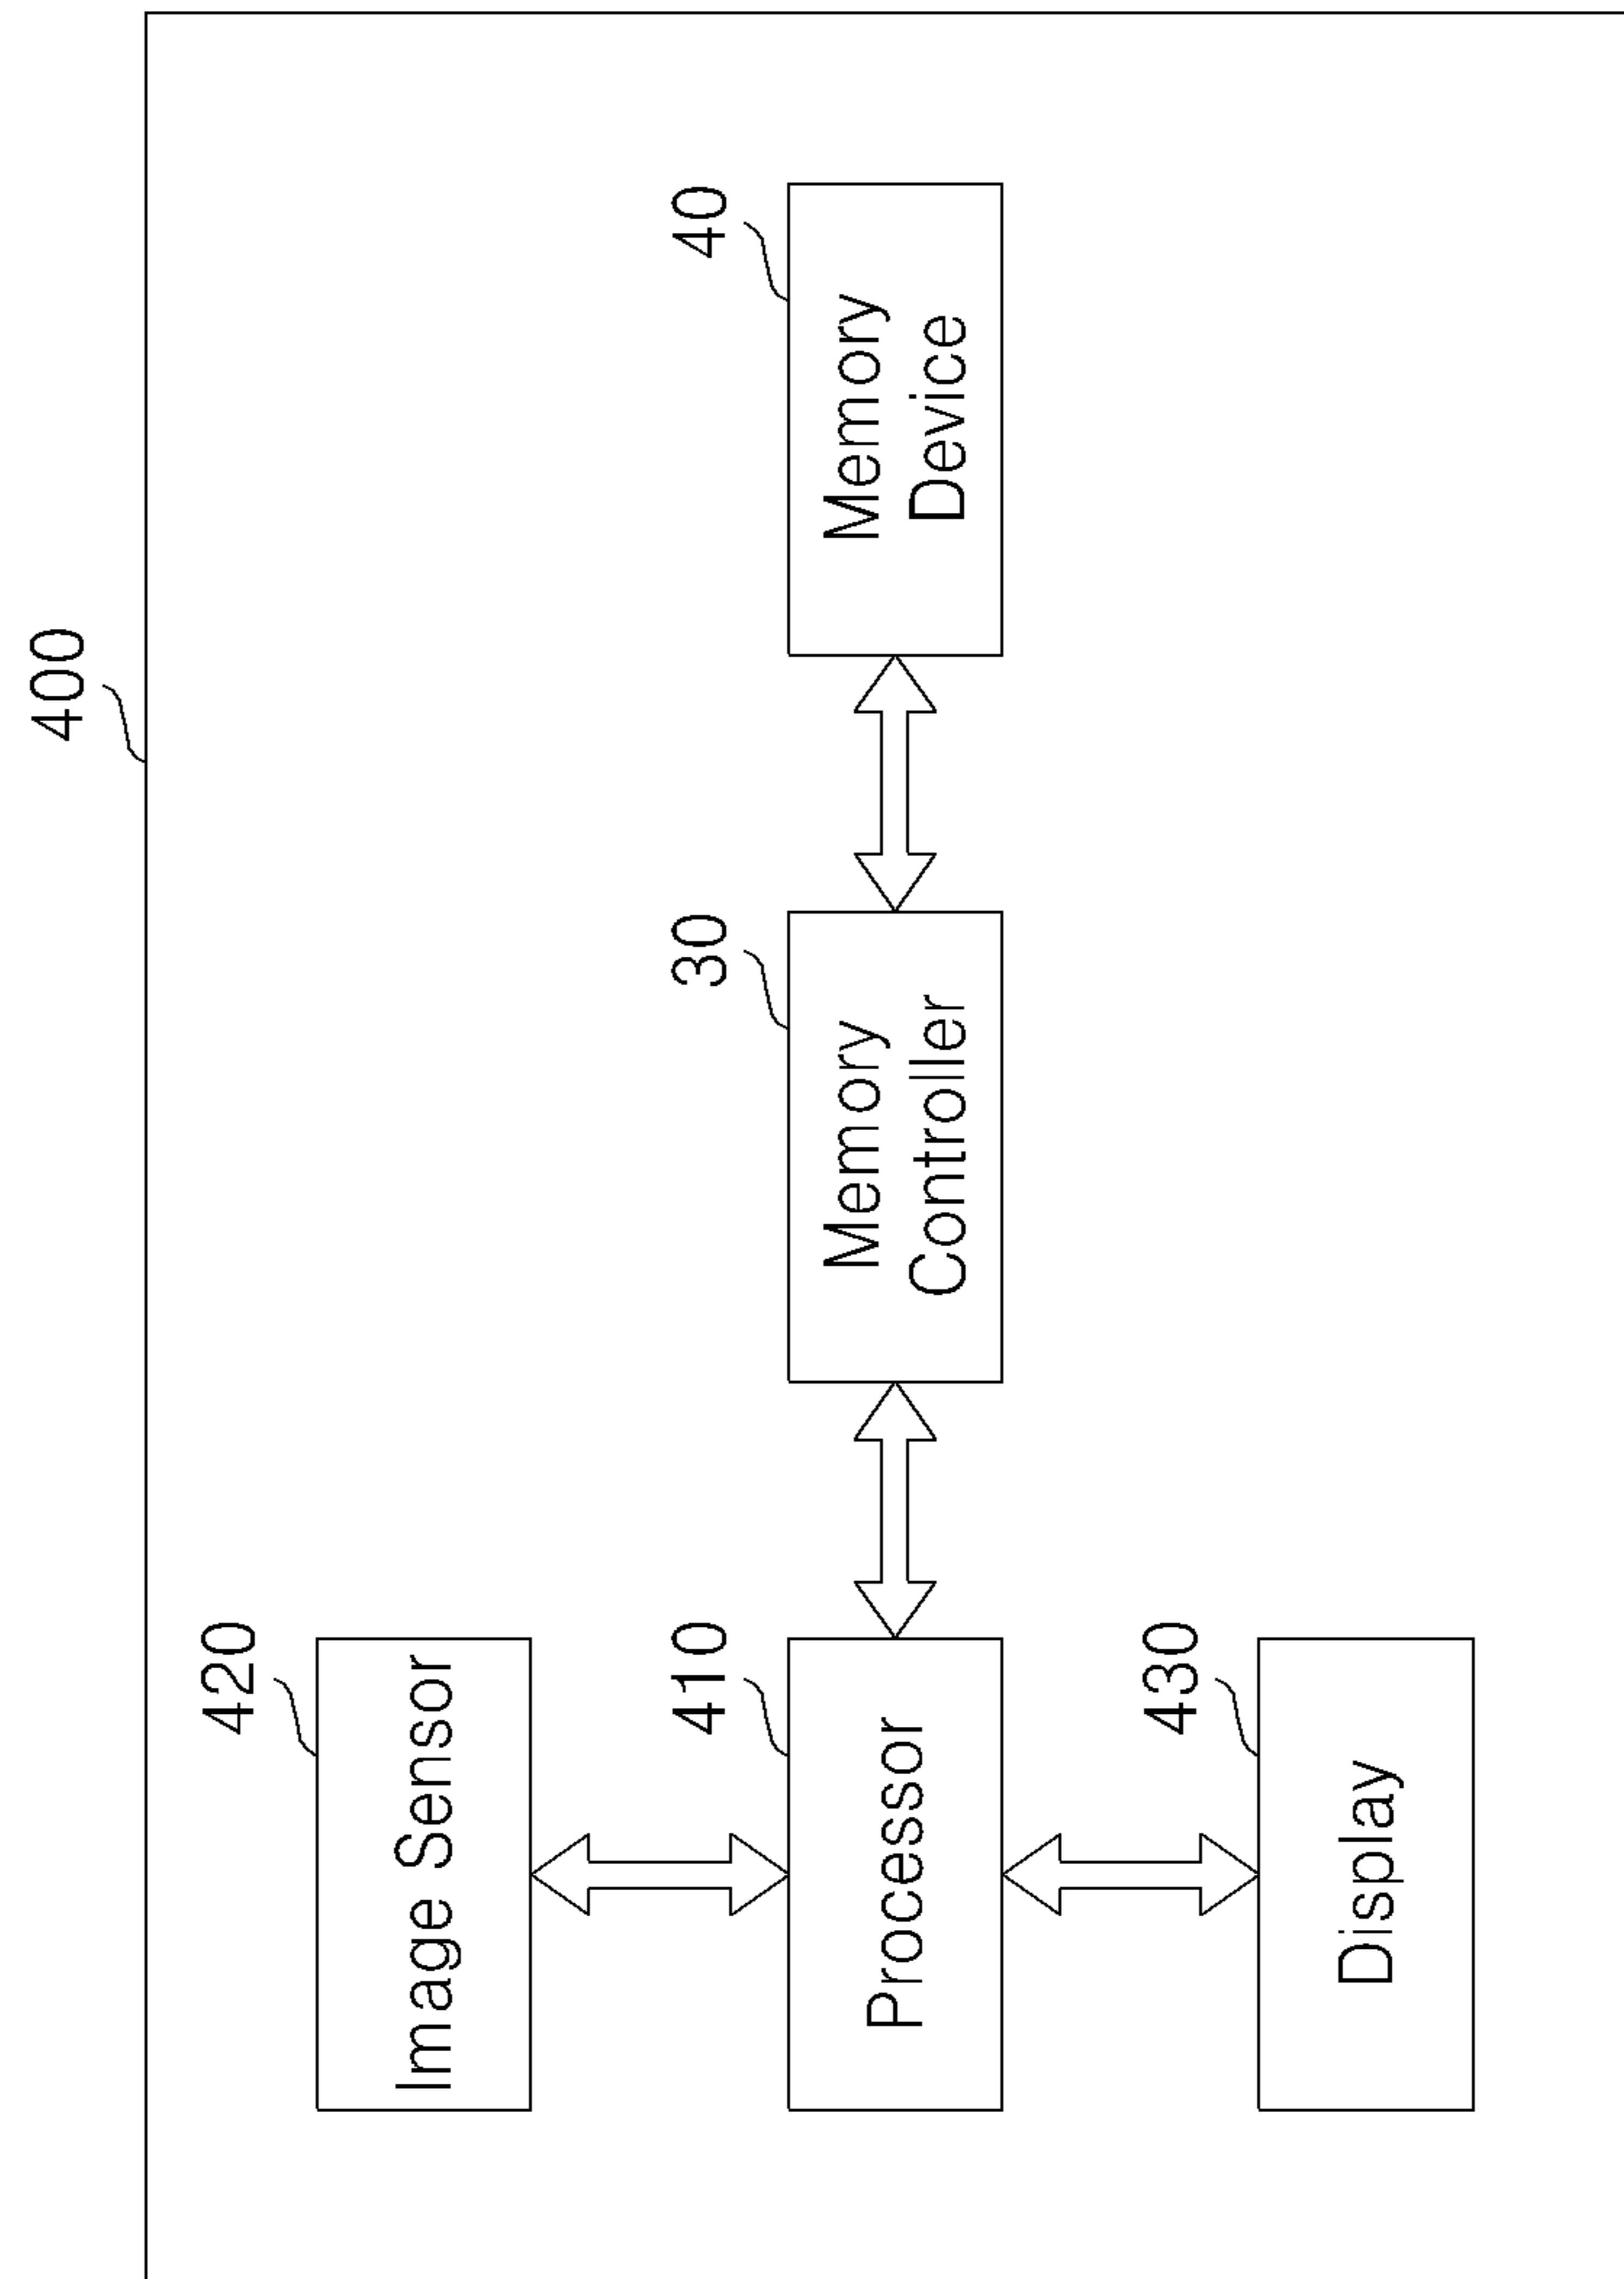 400
420
Image Sensor
410
Processor
30
Memory
Controller
40
Memory
Device
430
Display